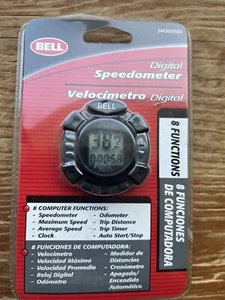 BELL
Digital
Speedometer
Velocímetro Digital
BELL
8 FUNCTIONS
8 FUNCIONES
DE COMPUTADORA
8 COMPUTER FUNCTIONS:
- Speedometer
- Maximum Speed
- Average Speed
- Clock
- Odometer
- Trip Distance
- Trip Timer
- Auto Start/Stop
8 FUNCIONES DE COMPUTADORA:
- Velocímetro
- Velocidad Máxima
- Velocidad Promedio
- Reloj Digital
- Odómetro
- Medidor de
Distancias
- Cronómetro
- Apagado/
Encendido
Automático